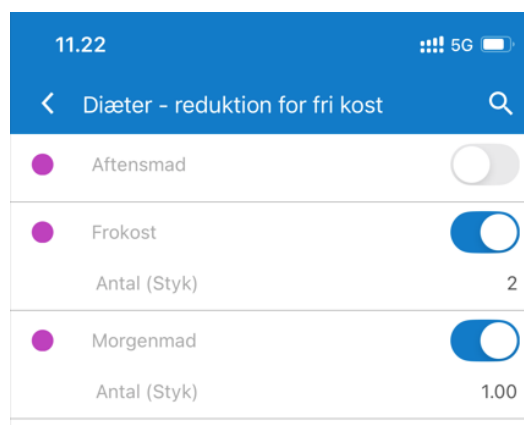 11.22 5G
Diæter - reduktion for fri kost
Aftensmad
Frokost
Antal (Styk) 2
Morgenmad
Antal (Styk) 1.00